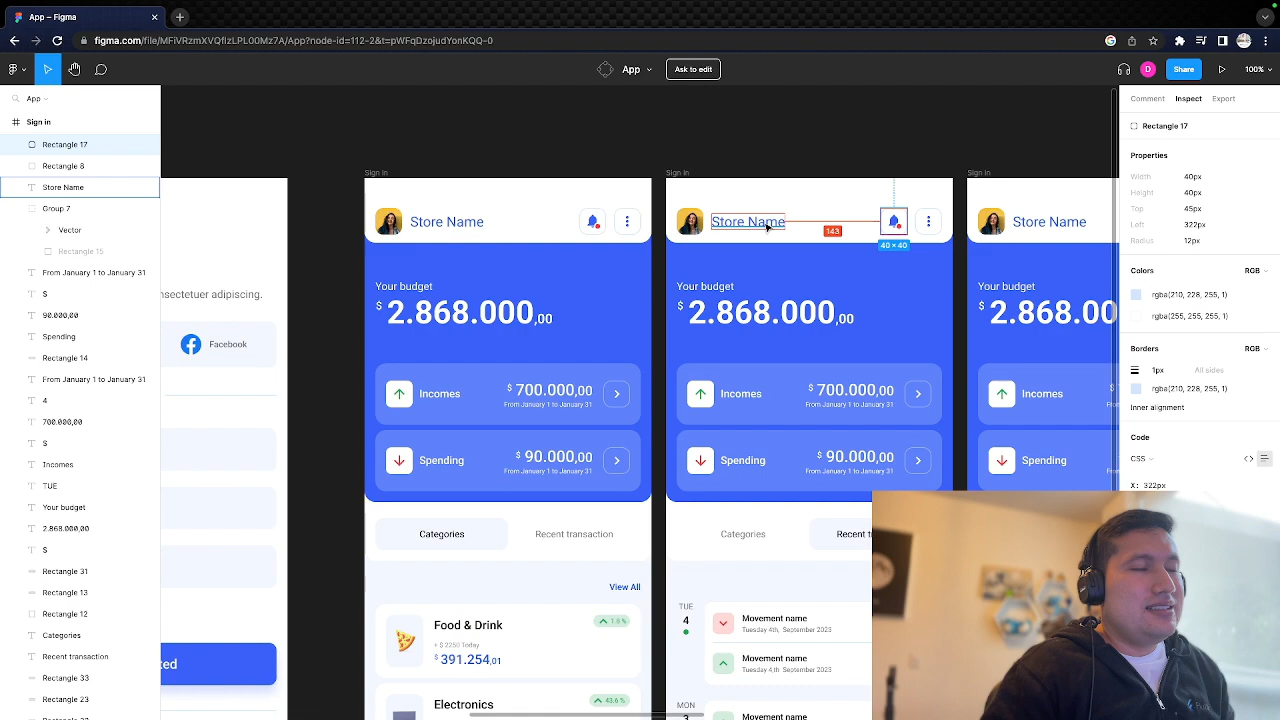 App – Figma
figma.com/file/MFiVRzmXVQfIzLPL00Mz7A/App?node-id=112-2&t=pWFqDzojudYonKQQ-0
App
Ask to edit
D
Share
100%
App
Sign in
Rectangle 17
Rectangle 8
Store Name
Group 7
Vector
Rectangle 15
From January 1 to January 31
$
90.000,00
Spending
Rectangle 14
From January 1 to January 31
4
700.000,00
$
Incomes
TUE
Your budget
2.868.000,00
$
Rectangle 31
Rectangle 13
Rectangle 12
Categories
Recent transaction
Rectangle 33
Rectangle 23
nsectetuer adipiscing.
Facebook
ted
Sign in
Store Name
Your budget
$ 2.868.000,00
Incomes
$ 700.000,00
From January 1 to January 31
Spending
$ 90.000,00
From January 1 to January 31
Categories
Recent transaction
View All
Food & Drink
1.8 %
+ $ 2250 Today
$ 391.254,01
Electronics
43.6 %
Sign in
Store Name
143
40 × 40
Your budget
$ 2.868.000,00
Incomes
$ 700.000,00
From January 1 to January 31
Spending
$ 90.000,00
From January 1 to January 31
Categories
Recent t
TUE
4
Movement name
Tuesday 4th, September 2023
Movement name
Tuesday 4th, September 2023
MON
Sign in
Store Name
Your budget
$ 2.868.00
Incomes
Spending
Comment
Inspect
Export
Rectangle 17
Properties
Width 40px
Height 40px
Top 45px
Left 322px
Radius 12px
Colors
RGB
rgba(210, 228, 255, 1)
rgba(255, 255, 255, 1)
Borders
RGB
1px
All sides
rgba(210, 228, 255, 1)
Inner alignment
Code
CSS
X: 322px